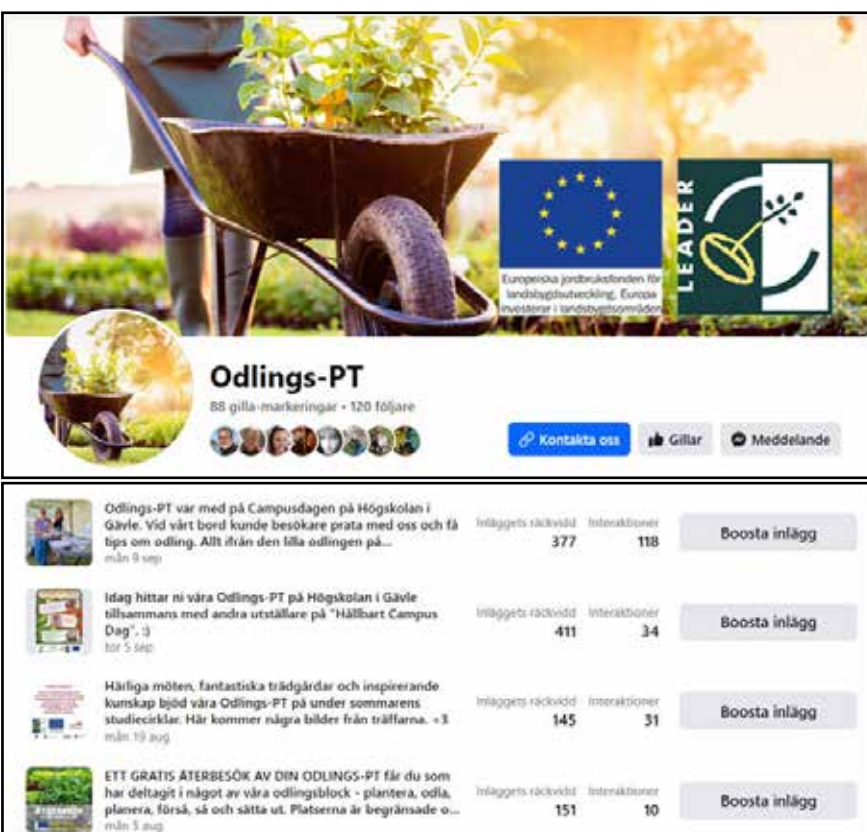 Europeiska jordbruksfonden för
landsbygdsutveckling, Europa
investerar i landsbygdsområden
LEADER
Odlings-PT
88 gilla-markeringar • 120 följare
Kontakta oss
Gillar
Meddelande
Odlings-PT var med på Campusdagen på Högskolan i
Gävle. Vid vårt bord kunde besökare prata med oss och få
tips om odling. Allt ifrån den lilla odlingen på...
mån 9 sep
Inläggets räckvidd Interaktioner
377 118
Boosta inlägg
Idag hittar ni våra Odlings-PT på Högskolan i Gävle
tillsammans med andra utställare på "Hållbart Campus
Dag". :)
tor 5 sep
Inläggets räckvidd Interaktioner
411 34
Boosta inlägg
Härliga möten, fantastiska trädgårdar och inspirerande
kunskap bjöd våra Odlings-PT på under sommarens
studiecirklar. Här kommer några bilder från träffarna. +3
mån 19 aug
Inläggets räckvidd Interaktioner
145 31
Boosta inlägg
ETT GRATIS ÅTERBESÖK AV DIN ODLINGS-PT får du som
har deltagit i något av våra odlingsblock - plantera, odla,
planera, förså, så och sätta ut. Platserna är begränsade o...
mån 5 aug
Inläggets räckvidd Interaktioner
151 10
Boosta inlägg